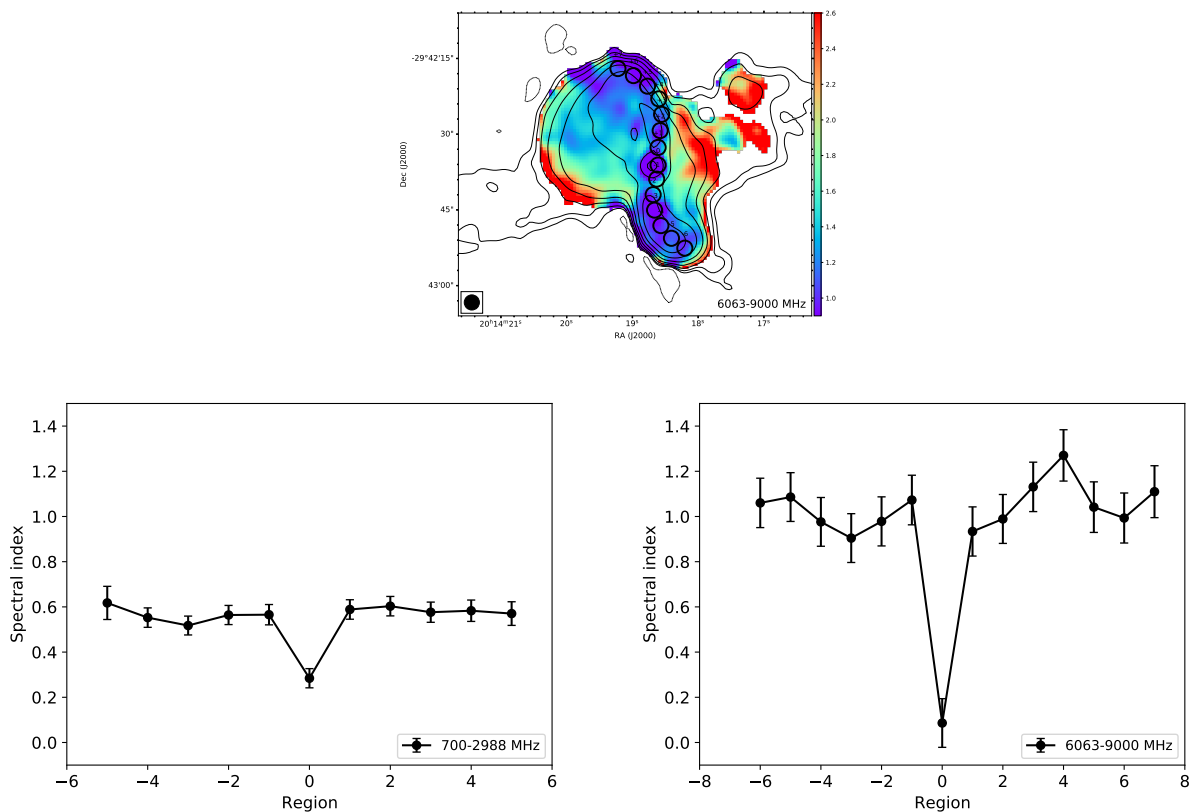 2.6
2.4
2.2
2.0
1.8
1.6
1.4
1.2
1.0
-29°42'15"
30"
45"
43'00"
Dec (J2000)
6063-9000 MHz
20ʰ14ᵐ21ˢ 20ˢ 19ˢ 18ˢ 17ˢ
RA (J2000)
1.4
1.2
1.0
0.8
0.6
0.4
0.2
0.0
Spectral index
700-2988 MHz
−6 −4 −2 0 2 4 6
Region
1.4
1.2
1.0
0.8
0.6
0.4
0.2
0.0
Spectral index
6063-9000 MHz
−8 −6 −4 −2 0 2 4 6 8
Region